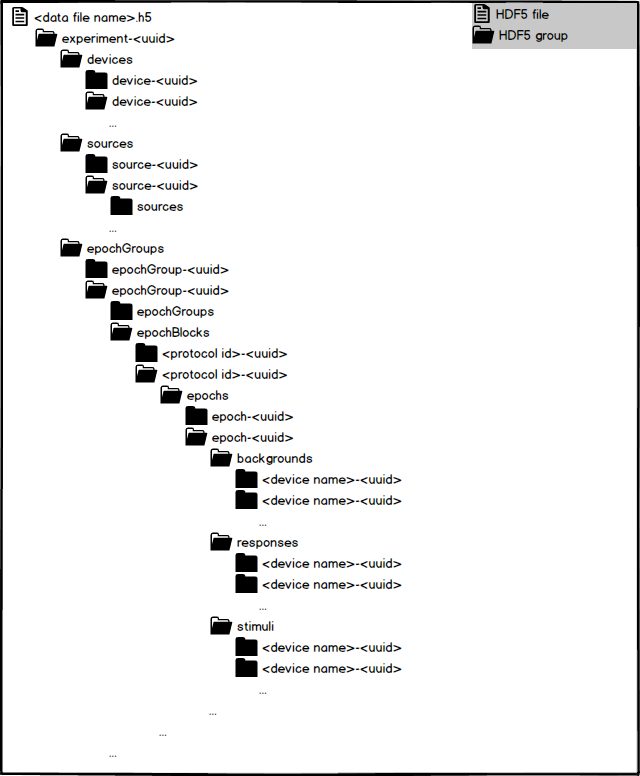 <data file name>.h5
HDF5 file
experiment-<uuid>
HDF5 group
devices
device-<uuid>
device-<uuid>
...
sources
source-<uuid>
source-<uuid>
sources
...
epochGroups
epochGroup-<uuid>
epochGroup-<uuid>
epochGroups
epochBlocks
<protocol id>-<uuid>
<protocol id>-<uuid>
epochs
epoch-<uuid>
epoch-<uuid>
backgrounds
<device name>-<uuid>
<device name>-<uuid>
...
responses
<device name>-<uuid>
<device name>-<uuid>
...
stimuli
<device name>-<uuid>
<device name>-<uuid>
...
...
...
...